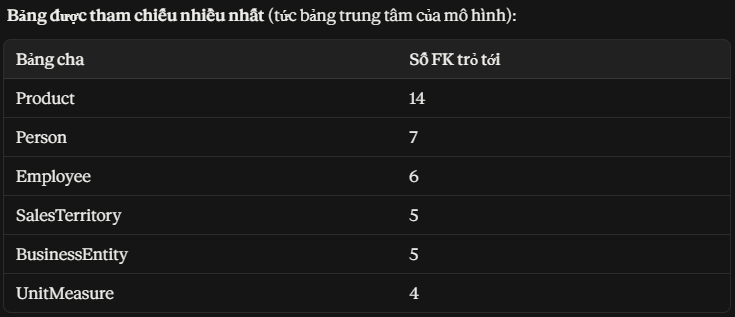 Bảng được tham chiếu nhiều nhất (tức bảng trung tâm của mô hình):
Bảng cha Số FK trỏ tới
Product 14
Person 7
Employee 6
SalesTerritory 5
BusinessEntity 5
UnitMeasure 4